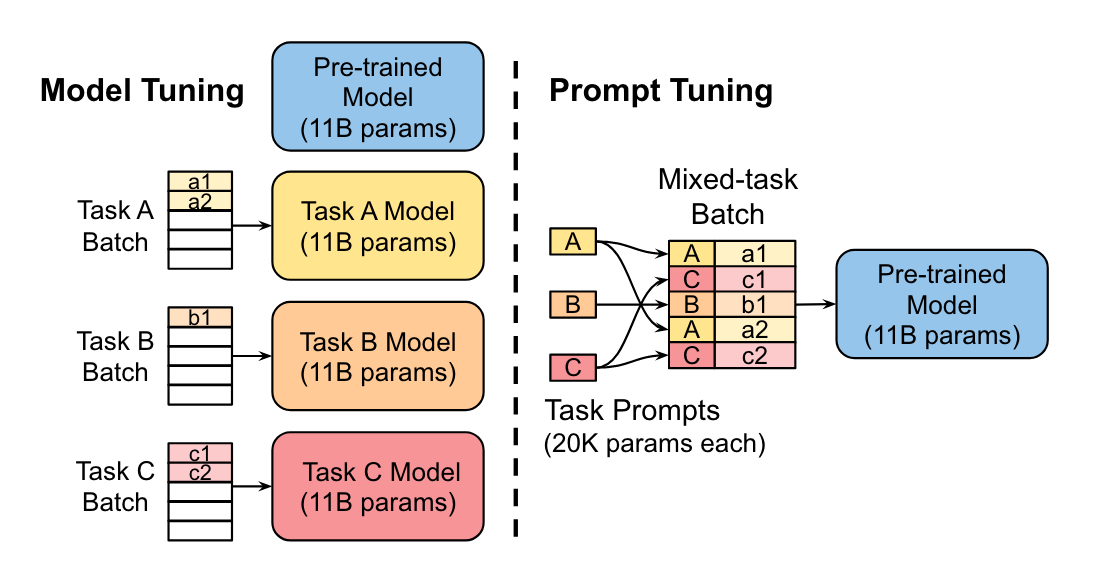 Model Tuning
Pre-trained
Model
(11B params)
Task A
Batch
a1
a2
Task A Model
(11B params)
Task B
Batch
b1
Task B Model
(11B params)
Task C
Batch
c1
c2
Task C Model
(11B params)
Prompt Tuning
Mixed-task
Batch
A
B
C
A a1
C c1
B b1
A a2
C c2
Task Prompts
(20K params each)
Pre-trained
Model
(11B params)